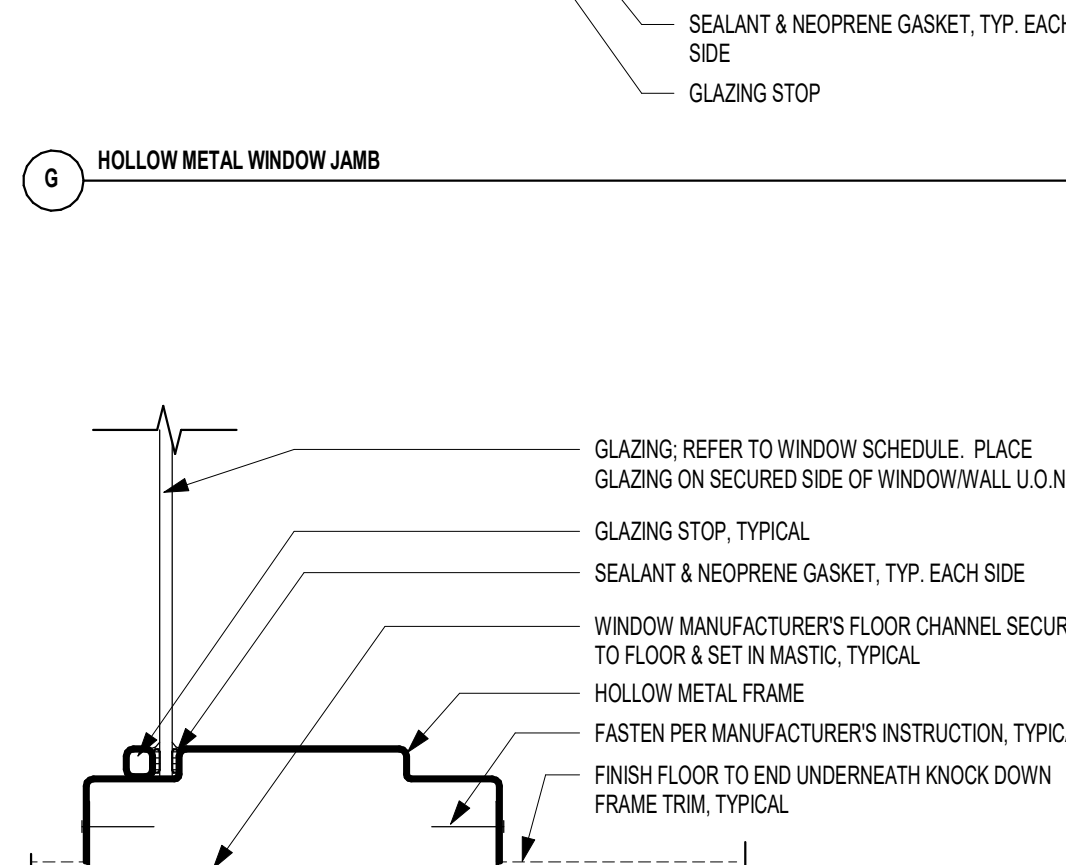 SEALANT & NEOPRENE GASKET, TYP. EACH
SIDE
GLAZING STOP
G
HOLLOW METAL WINDOW JAMB
GLAZING; REFER TO WINDOW SCHEDULE. PLACE
GLAZING ON SECURED SIDE OF WINDOW/WALL U.O.N
GLAZING STOP, TYPICAL
SEALANT & NEOPRENE GASKET, TYP. EACH SIDE
WINDOW MANUFACTURER'S FLOOR CHANNEL SECUR
TO FLOOR & SET IN MASTIC, TYPICAL
HOLLOW METAL FRAME
FASTEN PER MANUFACTURER'S INSTRUCTION, TYPICA
FINISH FLOOR TO END UNDERNEATH KNOCK DOWN
FRAME TRIM, TYPICAL